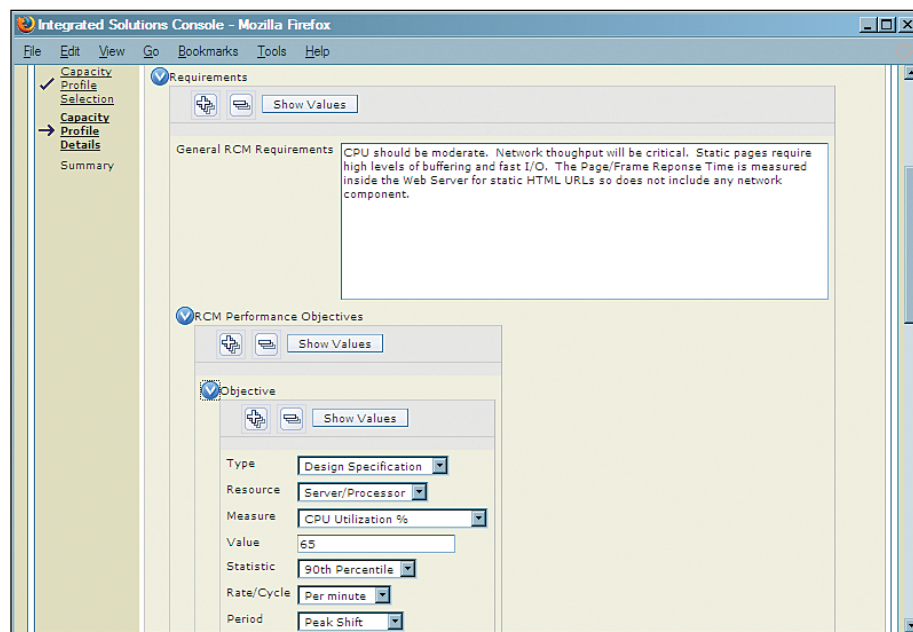 Integrated Solutions Console - Mozilla Firefox
File Edit View Go Bookmarks Tools Help
Capacity
Profile
Selection
Capacity
Profile
Details
Summary
Requirements
Show Values
General RCM Requirements
CPU should be moderate. Network thoughput will be critical. Static pages require
high levels of buffering and fast I/O. The Page/Frame Reponse Time is measured
inside the Web Server for static HTML URLs so does not include any network
component.
RCM Performance Objectives
Show Values
Objective
Show Values
Type Design Specification
Resource Server/Processor
Measure CPU Utilization %
Value 65
Statistic 90th Percentile
Rate/Cycle Per minute
Period Peak Shift